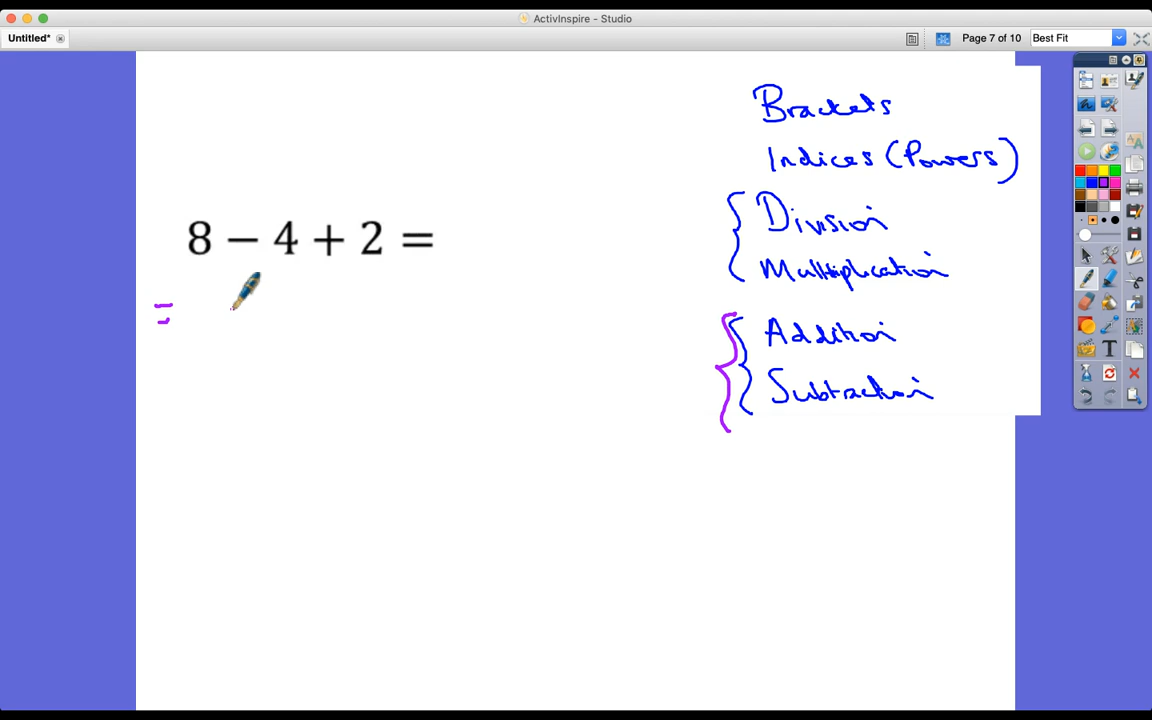 ActivInspire - Studio
Untitled*
Page 7 of 10
Best Fit
Brackets
Indices (Powers)
8 − 4 + 2 =
Division
Multiplication
=
Addition
Subtraction